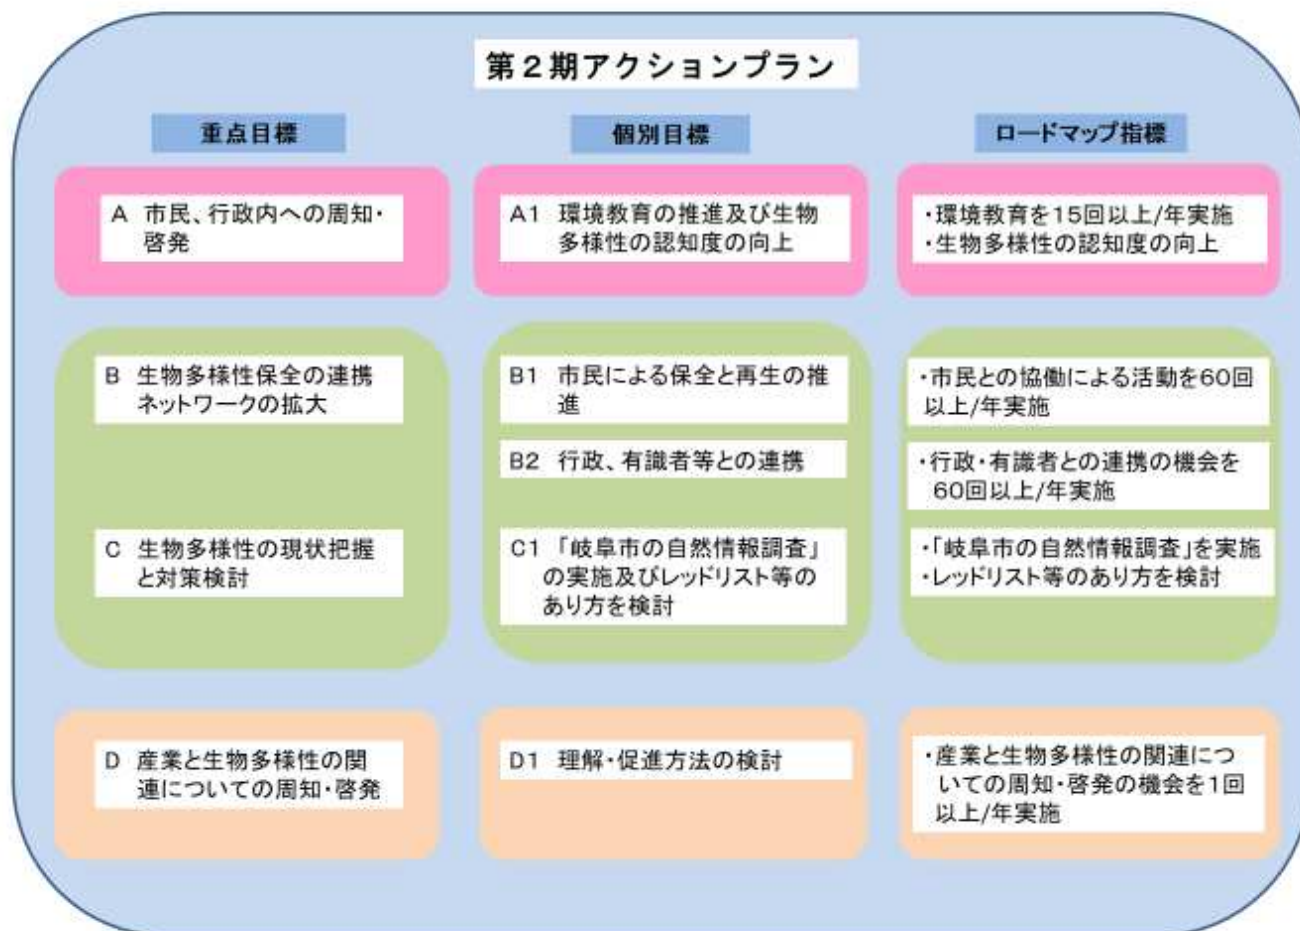 第２期アクションプラン
重点目標
個別目標
ロードマップ指標
A 市民、行政内への周知・
啓発
A1 環境教育の推進及び生物
多様性の認知度の向上
・環境教育を15回以上/年実施
・生物多様性の認知度の向上
B 生物多様性保全の連携
ネットワークの拡大
B1 市民による保全と再生の推
進
・市民との協働による活動を60回
以上/年実施
B2 行政、有識者等との連携
・行政・有識者との連携の機会を
60回以上/年実施
C 生物多様性の現状把握
と対策検討
C1 「岐阜市の自然情報調査」
の実施及びレッドリスト等の
あり方を検討
・「岐阜市の自然情報調査」を実施
・レッドリスト等のあり方を検討
D 産業と生物多様性の関
連についての周知・啓発
D1 理解・促進方法の検討
・産業と生物多様性の関連につ
いての周知・啓発の機会を1回
以上/年実施